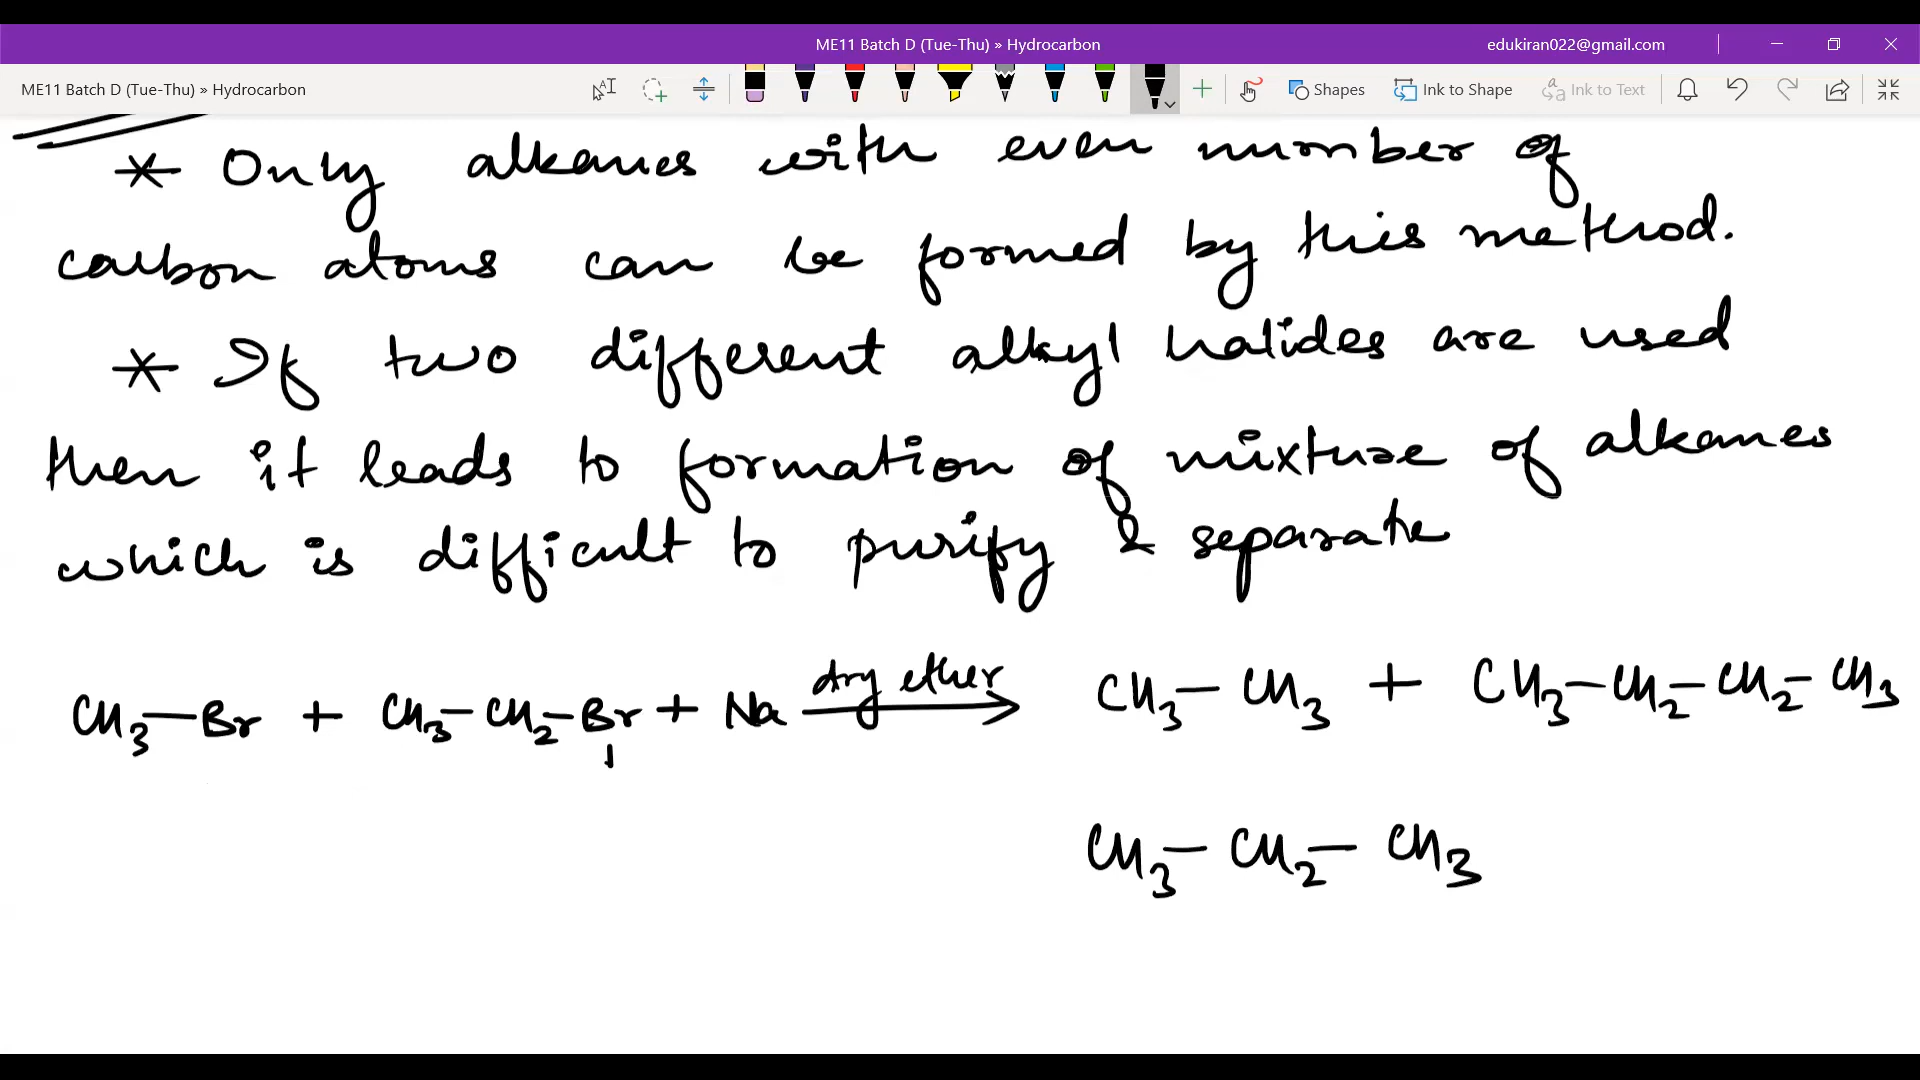 ME11 Batch D (Tue-Thu) » Hydrocarbon
edukiran022@gmail.com
ME11 Batch D (Tue-Thu) » Hydrocarbon
Shapes
Ink to Shape
Ink to Text
* Only alkanes with even number of
carbon atoms can be formed by this method.
* If two different alkyl halides are used
then it leads to formation of mixture of alkanes
which is difficult to purify & separate
CH3—Br + CH3—CH2—Br + Na dry ether → CH3—CH3 + CH3—CH2—CH2—CH3
CH3—CH2—CH3